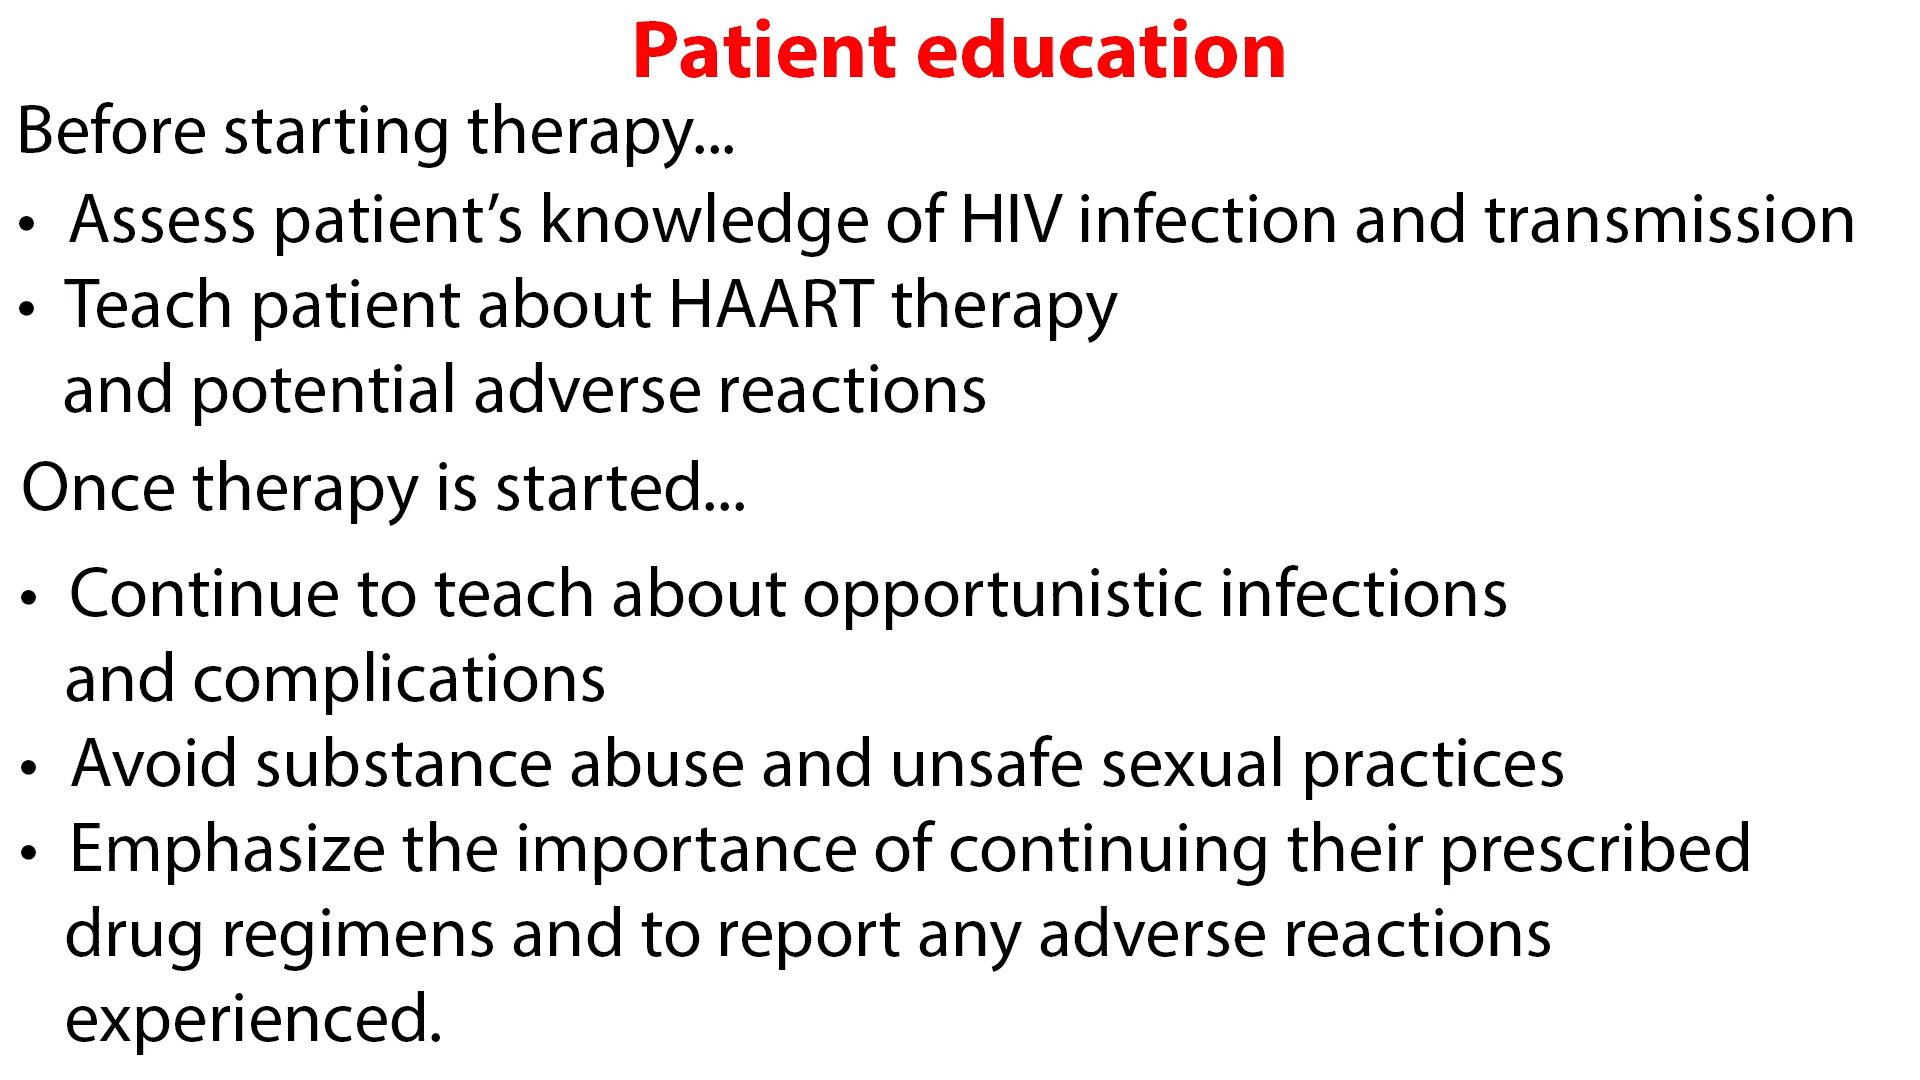 Patient education
Before starting therapy...
• Assess patient’s knowledge of HIV infection and transmission
• Teach patient about HAART therapy
and potential adverse reactions
Once therapy is started...
• Continue to teach about opportunistic infections
and complications
• Avoid substance abuse and unsafe sexual practices
• Emphasize the importance of continuing their prescribed
drug regimens and to report any adverse reactions
experienced.